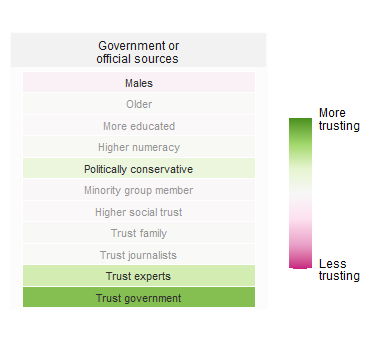 Government or
official sources
Males
Older
More educated
Higher numeracy
Politically conservative
Minority group member
Higher social trust
Trust family
Trust journalists
Trust experts
Trust government
More
trusting
Less
trusting